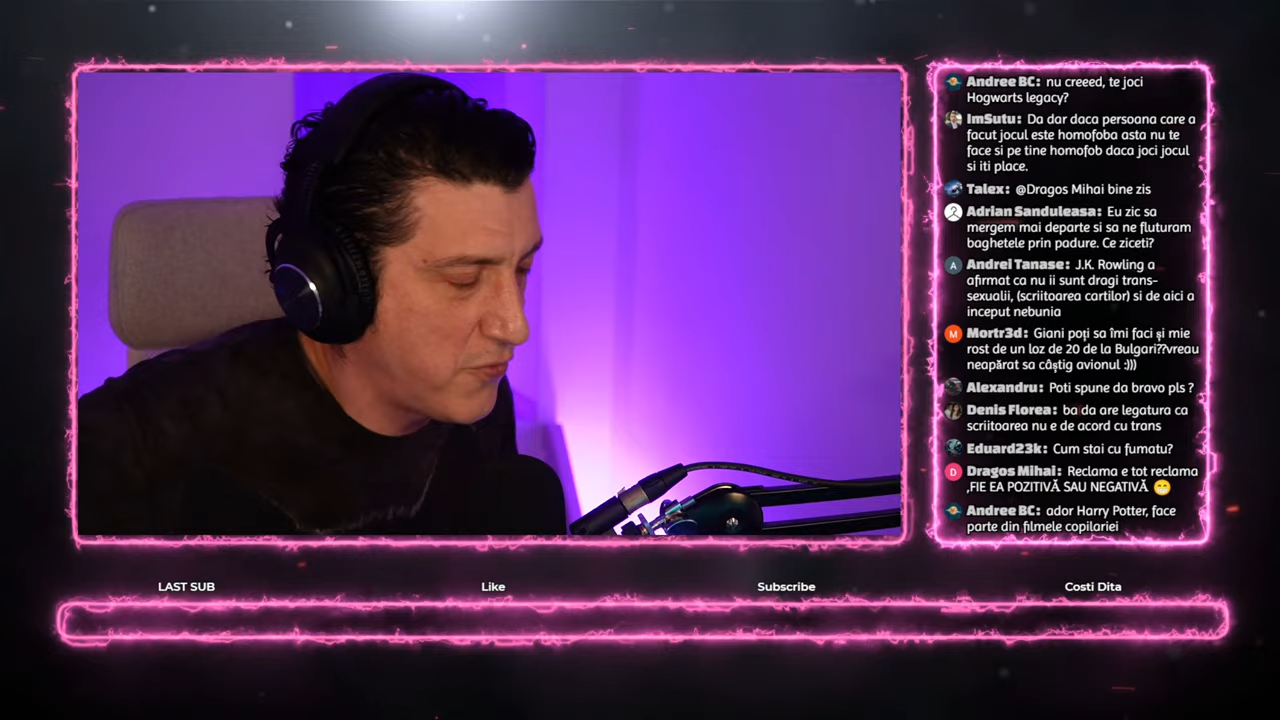 Andree BC: nu creeed, te joci
Hogwarts legacy?
ImSutu: Da dar daca persoana care a
facut jocul este homofoba asta nu te
face si pe tine homofob daca joci jocul
si iti place.
Talex: @Dragos Mihai bine zis
Adrian Sanduleasa: Eu zic sa
mergem mai departe si sa ne fluturam
baghetele prin padure. Ce ziceti?
A Andrei Tanase: J.K. Rowling a
afirmat ca nu ii sunt dragi trans-
sexualii, (scriitoarea cartilor) si de aici a
inceput nebunia
M Mortr3d: Giani poți sa îmi faci și mie
rost de un loz de 20 de la Bulgari??vreau
neapărat sa câștig avionul :)))
Alexandru: Poti spune da bravo pls ?
Denis Florea: ba da are legatura ca
scriitoarea nu e de acord cu trans
Eduard23k: Cum stai cu fumatu?
D Dragos Mihai: Reclama e tot reclama
,FIE EA POZITIVĂ SAU NEGATIVĂ 😁
Andree BC: ador Harry Potter, face
parte din filmele copilariei
LAST SUB Like Subscribe Costi Dita